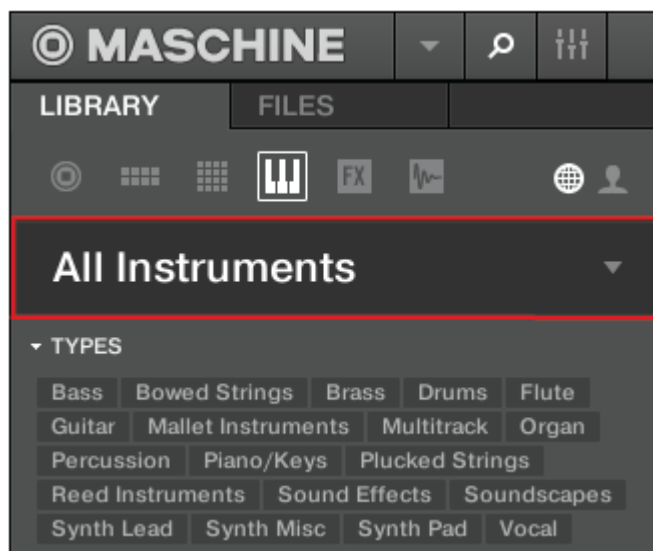 MASCHINE
LIBRARY FILES
FX
All Instruments
TYPES
Bass Bowed Strings Brass Drums Flute
Guitar Mallet Instruments Multitrack Organ
Percussion Piano/Keys Plucked Strings
Reed Instruments Sound Effects Soundscapes
Synth Lead Synth Misc Synth Pad Vocal